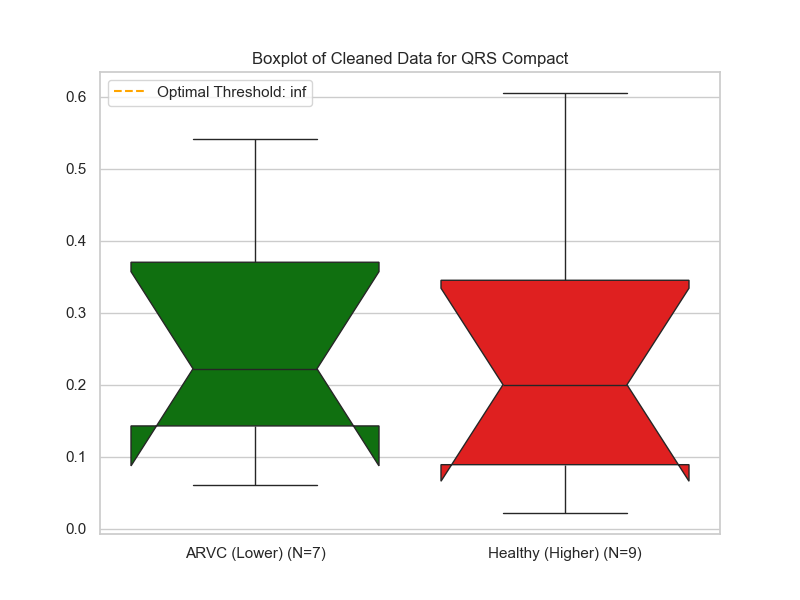 Boxplot of Cleaned Data for QRS Compact
Optimal Threshold: inf
0.6
0.5
0.4
0.3
0.2
0.1
0.0
ARVC (Lower) (N=7)
Healthy (Higher) (N=9)